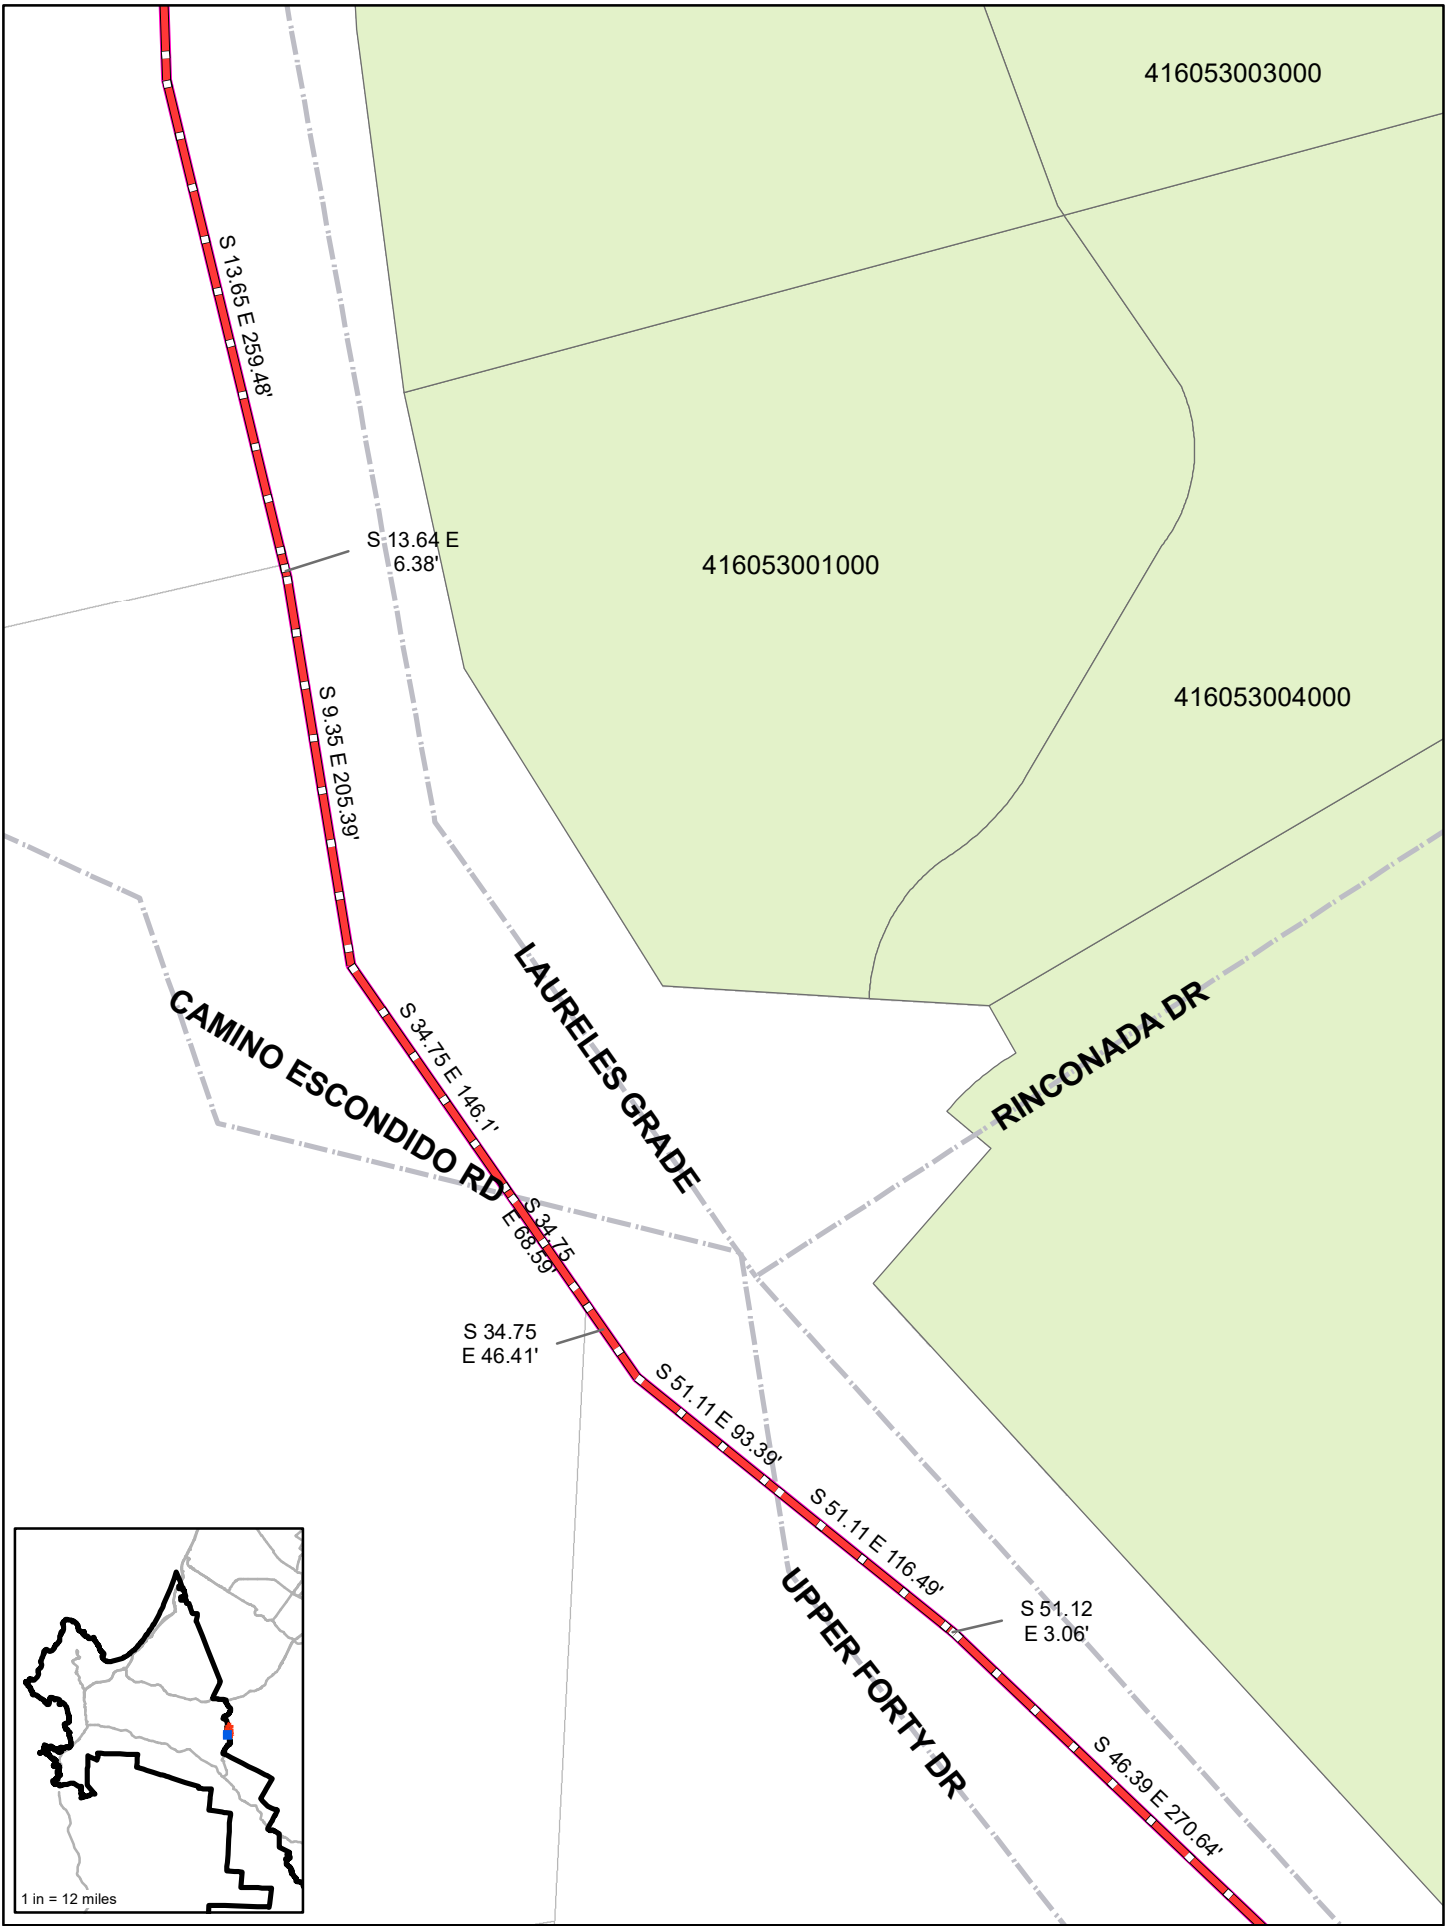 416053003000
S 13.65 E 259.48'
S 13.64 E
6.38'
416053001000
416053004000
S 9.35 E 205.39'
LAURELES GRADE
CAMINO ESCONDIDO RD
RINCONADA DR
S 34.75 E 146.1'
S 34.75
E 68.59'
S 34.75
E 46.41'
S 51.11 E 93.39'
S 51.11 E 116.49'
UPPER FORTY DR
S 51.12
E 3.06'
S 46.39 E 270.64'
1 in = 12 miles